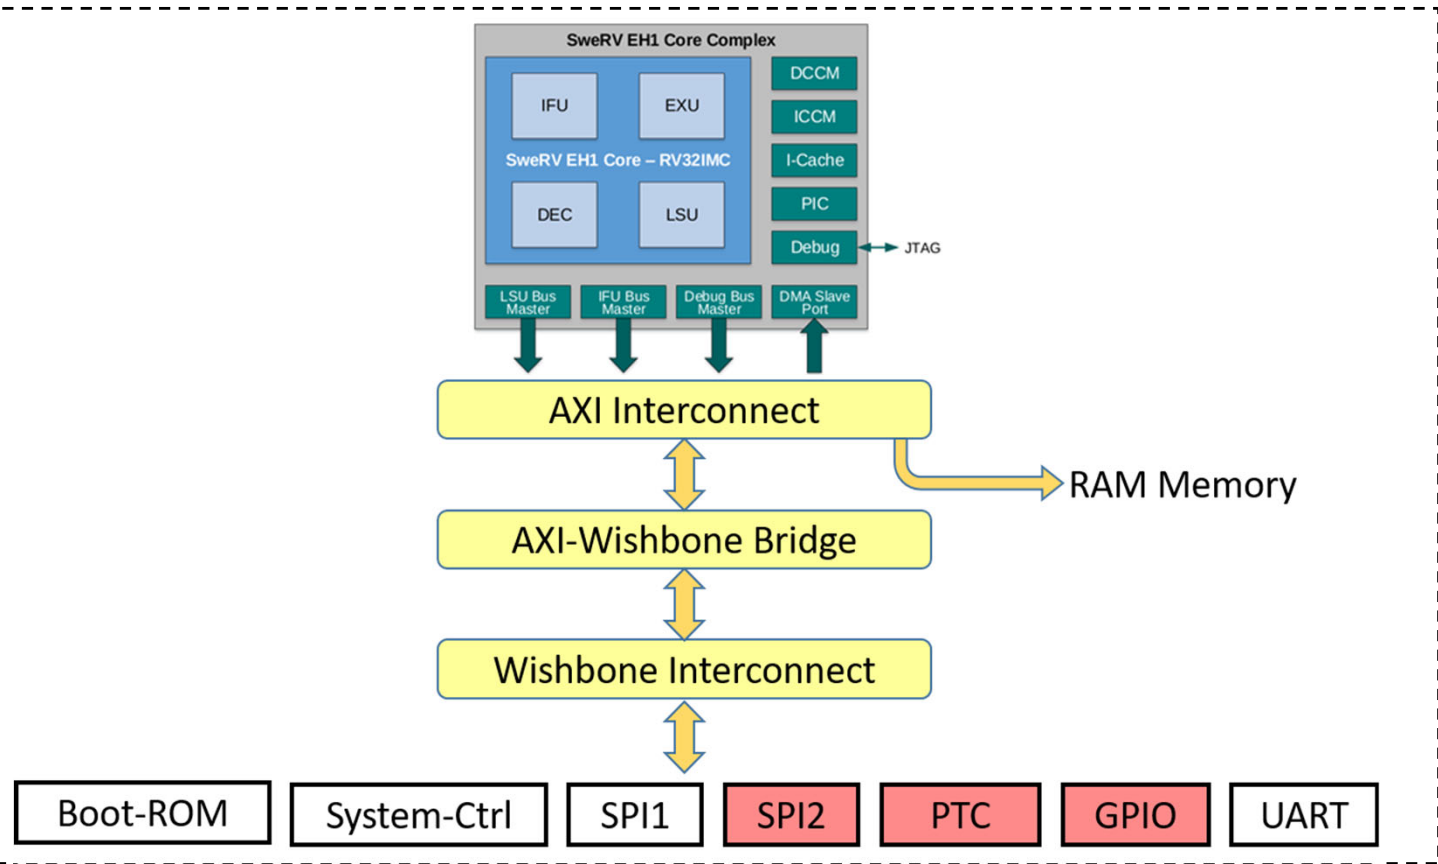 SweRV EH1 Core Complex
IFU
EXU
SweRV EH1 Core – RV32IMC
DEC
LSU
DCCM
ICCM
I-Cache
PIC
Debug
JTAG
LSU Bus
Master
IFU Bus
Master
Debug Bus
Master
DMA Slave
Port
AXI Interconnect
RAM Memory
AXI-Wishbone Bridge
Wishbone Interconnect
Boot-ROM
System-Ctrl
SPI1
SPI2
PTC
GPIO
UART